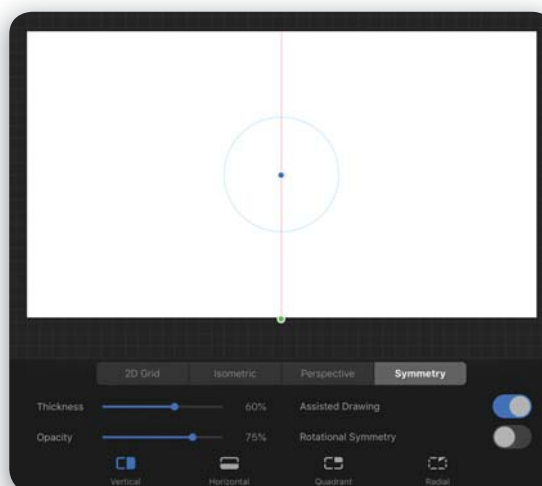 2D Grid Isometric Perspective Symmetry
Thickness 60% Assisted Drawing
Opacity 75% Rotational Symmetry
Vertical Horizontal Quadrant Radial